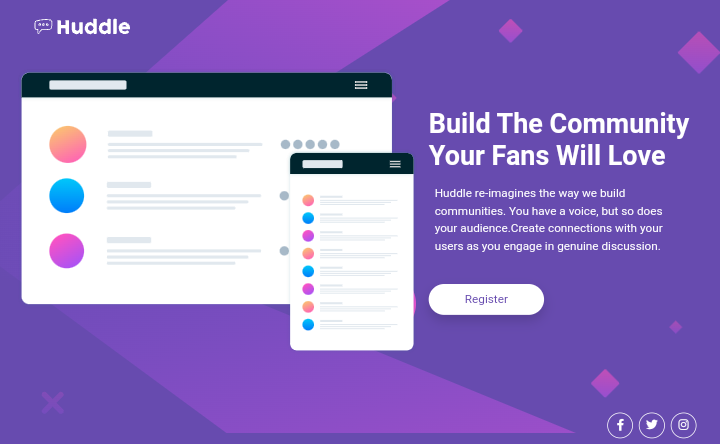 Huddle
Build The Community
Your Fans Will Love
Huddle re-imagines the way we build
communities. You have a voice, but so does
your audience.Create connections with your
users as you engage in genuine discussion.
Register